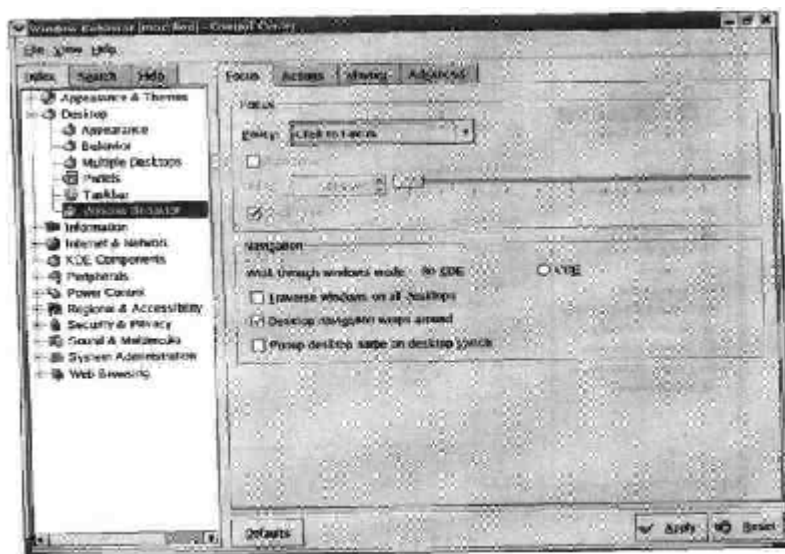 Window Behavior - Control Center
File View Help
Index Search Help
Appearance & Themes
Desktop
Appearance
Behavior
Multiple Desktops
Panels
Taskbar
Window Behavior
Information
Internet & Network
KDE Components
Peripherals
Power Control
Regional & Accessibility
Security & Privacy
Sound & Multimedia
System Administration
Web Browsing
Focus Actions Moving Advanced
Focus
Policy: Click to Focus
Navigation
Walk through windows mode: KDE CDE
Traverse windows on all desktops
Desktop navigation wraps around
Popup desktop name on desktop switch
Defaults Apply Reset